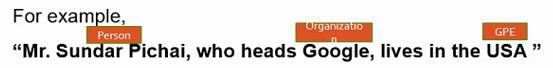 For example,
Person
Organizatio
n
GPE
“Mr. Sundar Pichai, who heads Google, lives in the USA ”